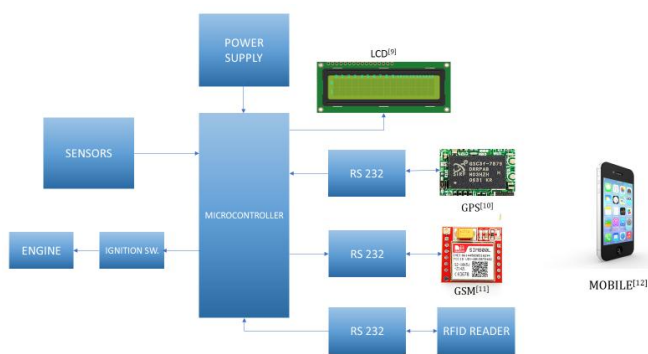 POWER
SUPPLY
LCD[9]
SENSORS
RS 232
GPS[10]
MICROCONTROLLER
ENGINE
IGNITION SW.
RS 232
SIM800L
GSM[11]
MOBILE[12]
RS 232
RFID READER